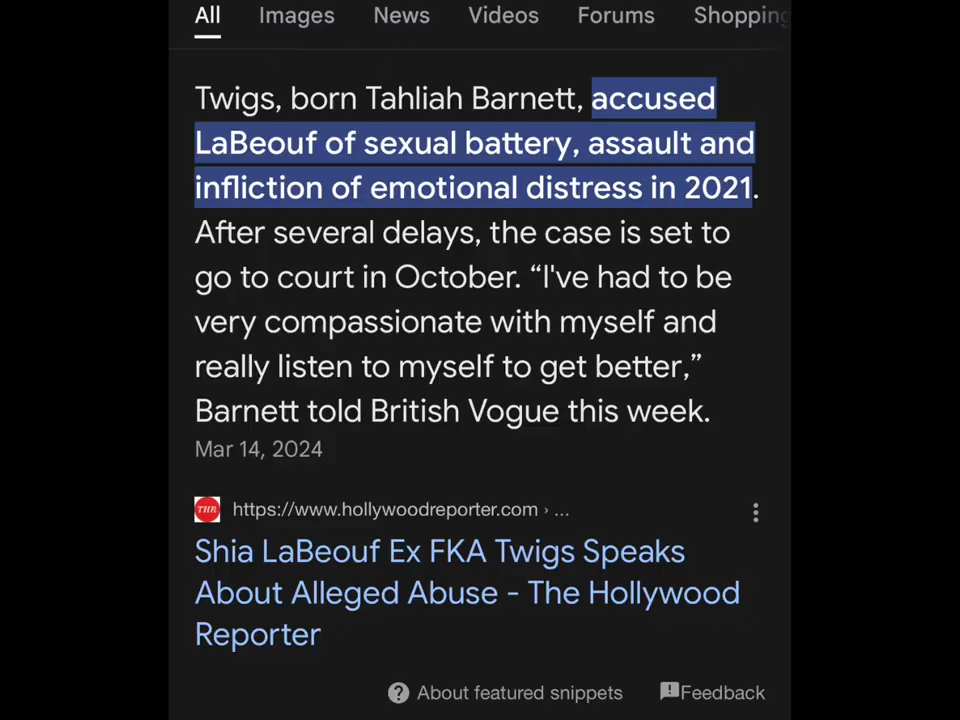 All Images News Videos Forums Shopping
Twigs, born Tahliah Barnett, accused
LaBeouf of sexual battery, assault and
infliction of emotional distress in 2021.
After several delays, the case is set to
go to court in October. “I've had to be
very compassionate with myself and
really listen to myself to get better,”
Barnett told British Vogue this week.
Mar 14, 2024
THR https://www.hollywoodreporter.com › ...
Shia LaBeouf Ex FKA Twigs Speaks
About Alleged Abuse - The Hollywood
Reporter
About featured snippets Feedback